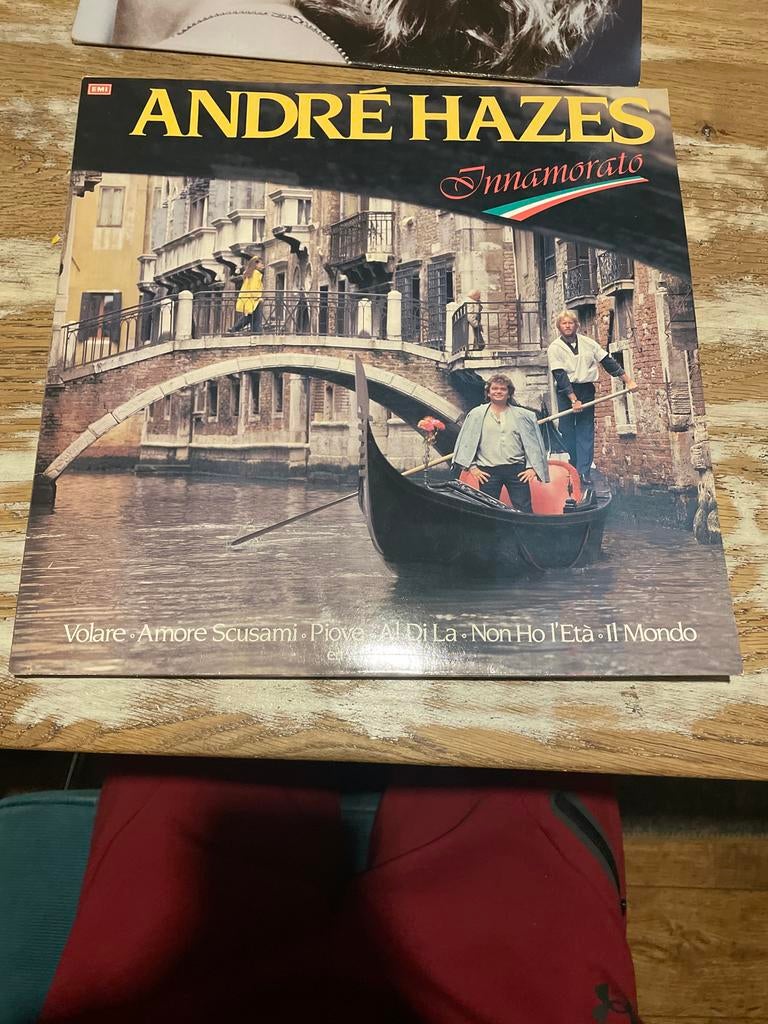 EMI
ANDRÉ HAZES
Innamorato
Volare • Amore Scusami • Piove • Al Di La • Non Ho l'Età • Il Mondo